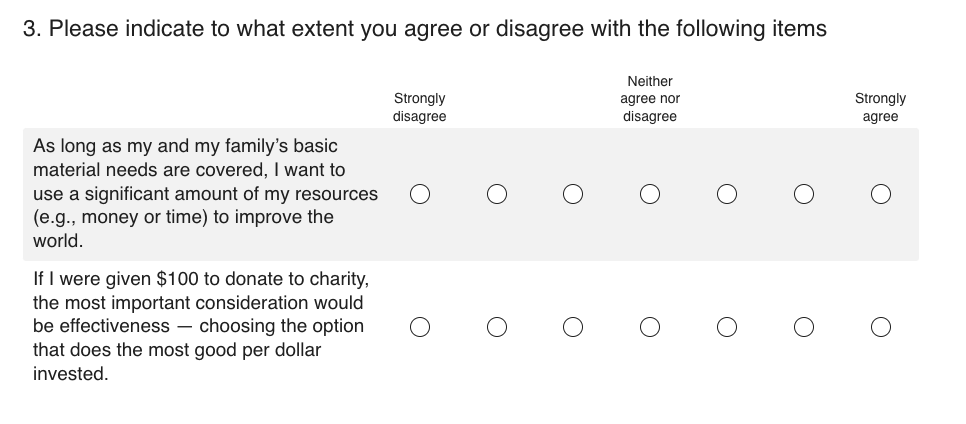 3. Please indicate to what extent you agree or disagree with the following items
Strongly
disagree
Neither
agree nor
disagree
Strongly
agree
As long as my and my family’s basic
material needs are covered, I want to
use a significant amount of my resources
(e.g., money or time) to improve the
world.
If I were given $100 to donate to charity,
the most important consideration would
be effectiveness — choosing the option
that does the most good per dollar
invested.